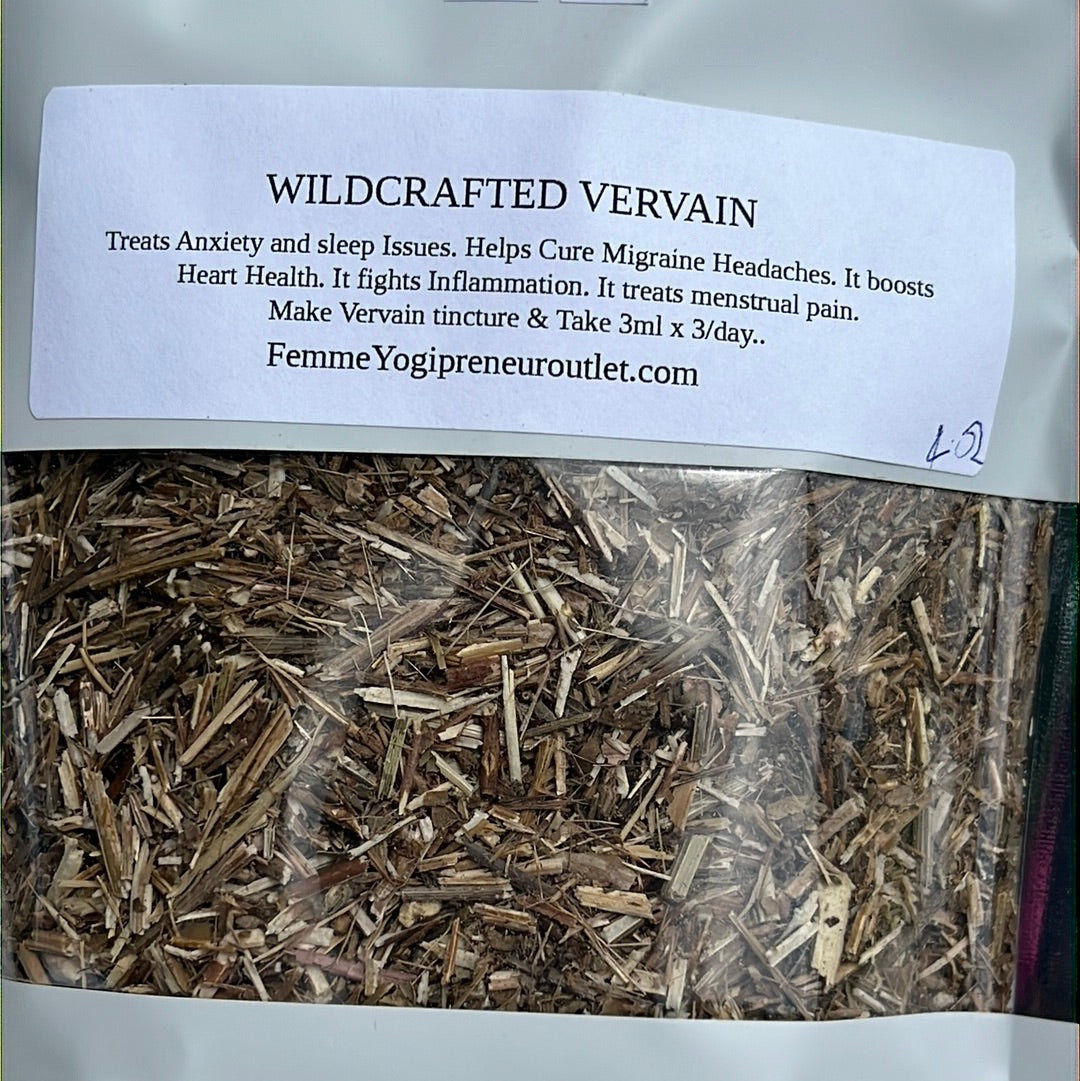 WILDCRAFTED VERVAIN
Treats Anxiety and sleep Issues. Helps Cure Migraine Headaches. It boosts
Heart Health. It fights Inflammation. It treats menstrual pain.
Make Vervain tincture & Take 3ml x 3/day..
FemmeYogipreneuroutlet.com